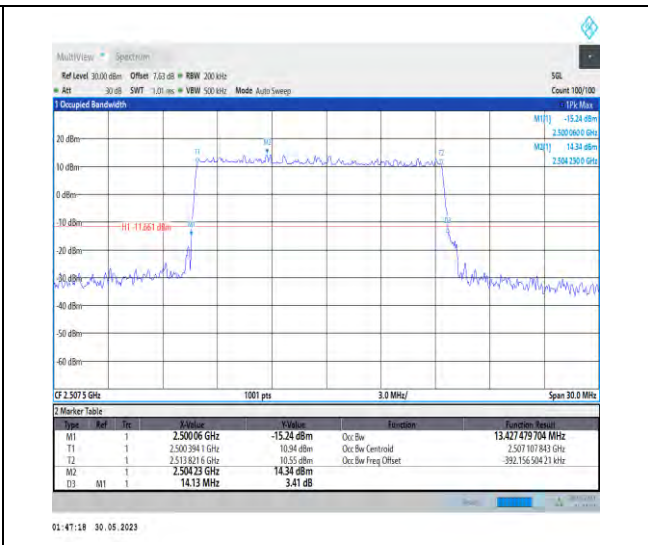 MultiView Spectrum
Ref Level 30.00 dBm Offset 7.63 dB RBW 200 kHz SGL
Att 30 dB SWT 1.01 ms VBW 500 kHz Mode Auto Sweep Count 100/100
1 Occupied Bandwidth 1Pk Max
M1[1] -15.24 dBm
2.500 060 0 GHz
M2[1] 14.34 dBm
2.504 230 0 GHz
20 dBm
M2
T1 T2
10 dBm
0 dBm
-10 dBm
H1 -11.661 dBm
M1 D3
-20 dBm
-30 dBm
-40 dBm
-50 dBm
-60 dBm
CF 2.507 5 GHz 1001 pts 3.0 MHz/ Span 30.0 MHz
2 Marker Table
Type Ref Trc X-Value Y-Value Function Function Result
M1 1 2.500 06 GHz -15.24 dBm Occ Bw 13.427 479 704 MHz
T1 1 2.500 394 1 GHz 10.94 dBm Occ Bw Centroid 2.507 107 843 GHz
T2 1 2.513 821 6 GHz 10.55 dBm Occ Bw Freq Offset -392.156 504 21 kHz
M2 1 2.504 23 GHz 14.34 dBm
D3 M1 1 14.13 MHz 3.41 dB
01:47:18 30.05.2023